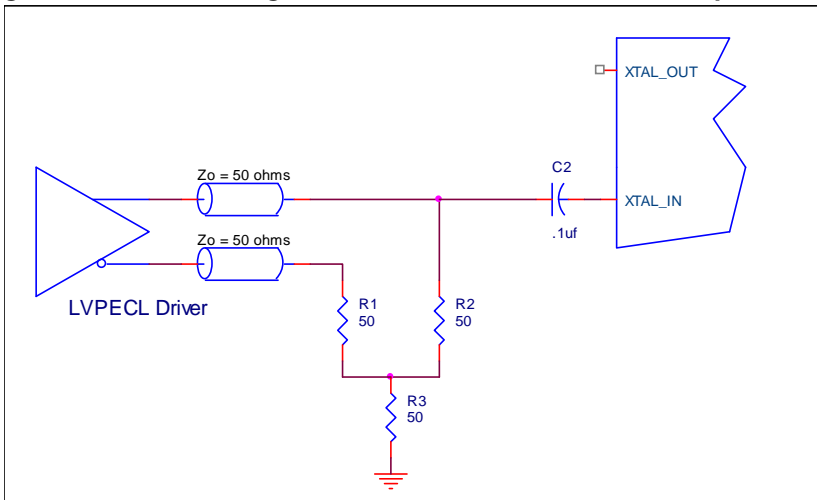 XTAL_OUT
Zo = 50 ohms
C2
XTAL_IN
.1uf
Zo = 50 ohms
LVPECL Driver
R1
50
R2
50
R3
50